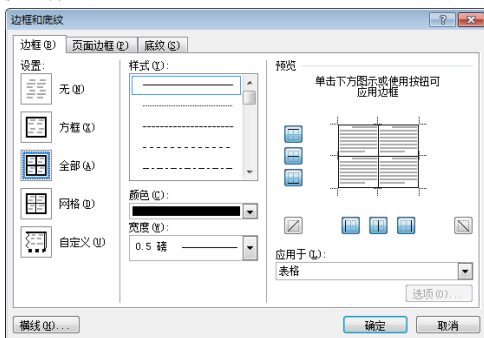 边框和底纹
边框(B) 页面边框(P) 底纹(S)
设置:
无(N)
方框(X)
全部(A)
网格(D)
自定义(U)
样式(Y):
颜色(C):
宽度(W):
0.5 磅
预览
单击下方图示或使用按钮可
应用边框
应用于(L):
表格
选项(O)...
横线(H)...
确定
取消